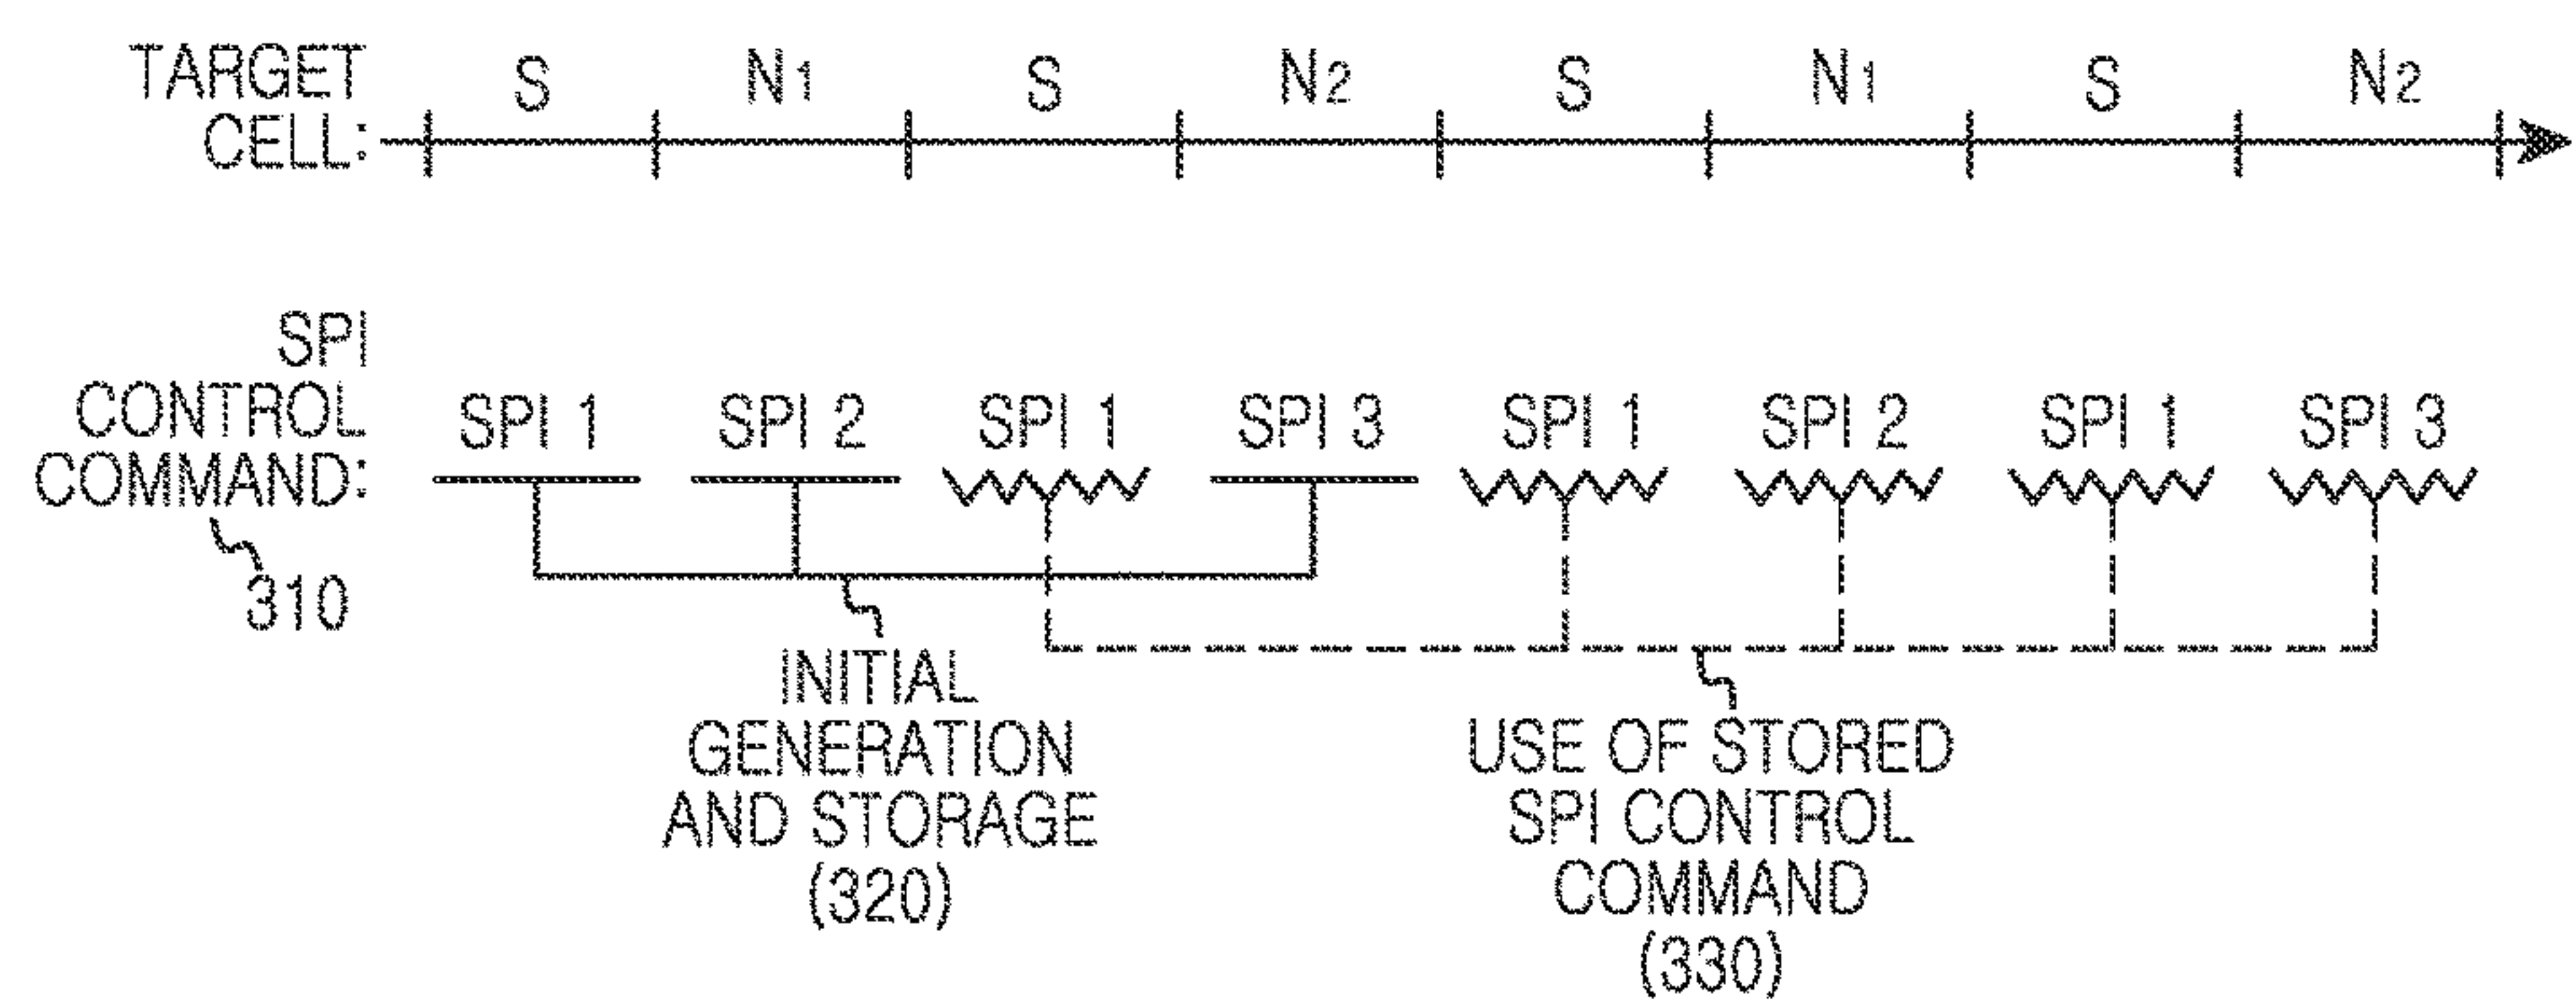 TARGET CELL:
S N1 S N2 S N1 S N2
SPI
CONTROL
COMMAND:
310
SPI 1 SPI 2 SPI 1 SPI 3 SPI 1 SPI 2 SPI 1 SPI 3
INITIAL
GENERATION
AND STORAGE
(320)
USE OF STORED
SPI CONTROL
COMMAND
(330)